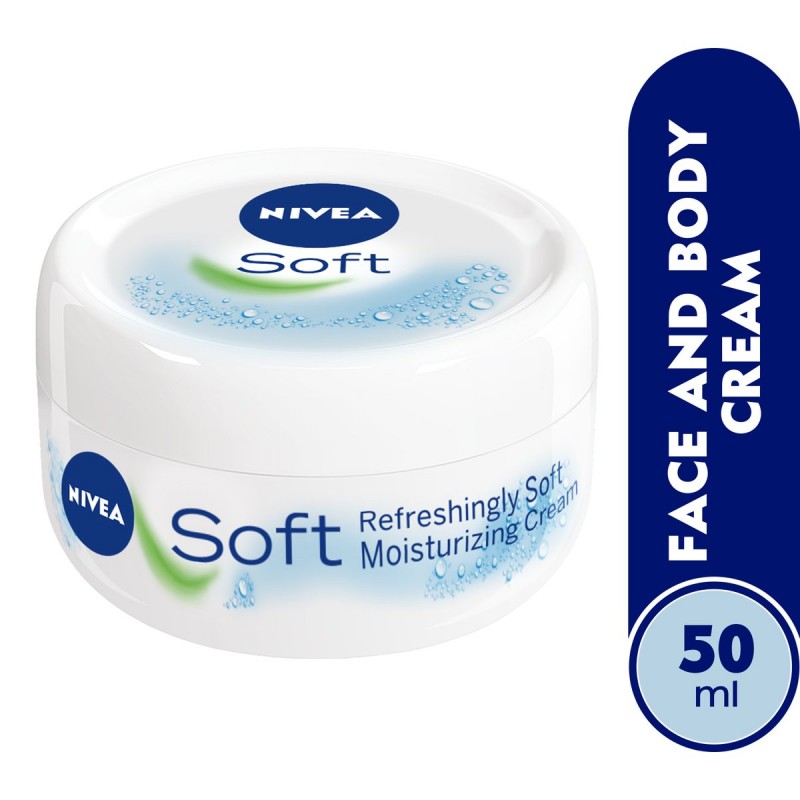 NIVEA
Soft
NIVEA
Soft
Refreshingly Soft
Moisturizing Cream
FACE AND BODY
CREAM
50
ml